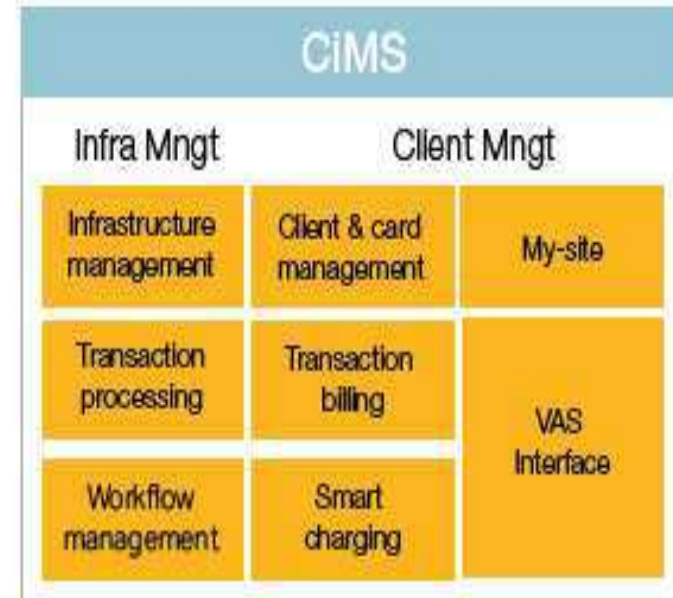 CiMS
Infra Mngt
Client Mngt
Infrastructure
management
Client & card
management
My-site
Transaction
processing
Transaction
billing
VAS
Interface
Workflow
management
Smart
charging